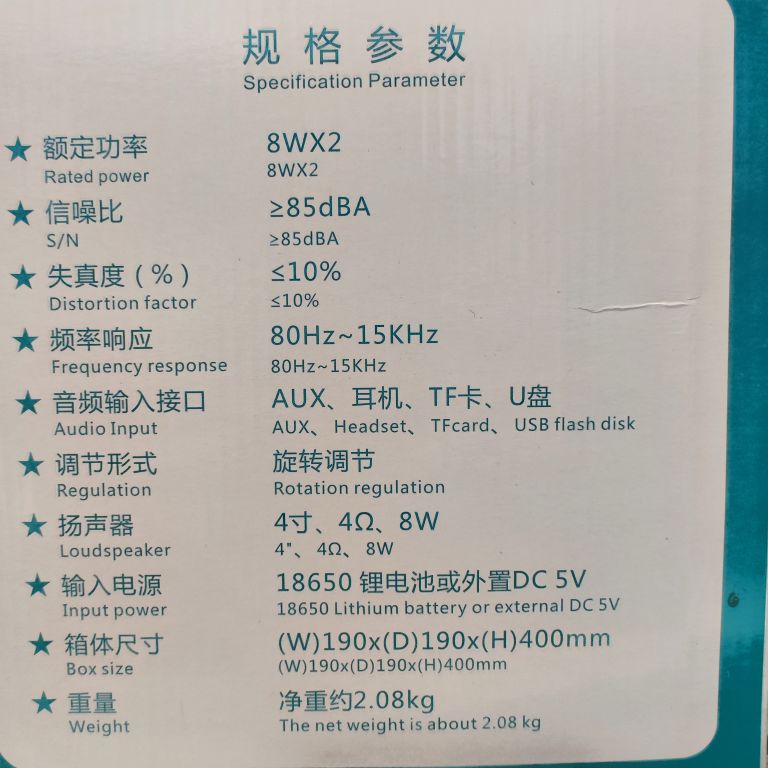 规格参数
Specification Parameter
★ 额定功率 8WX2
Rated power 8WX2
★ 信噪比 ≥85dBA
S/N ≥85dBA
★ 失真度(%) ≤10%
Distortion factor ≤10%
★ 频率响应 80Hz~15KHz
Frequency response 80Hz~15KHz
★ 音频输入接口 AUX、耳机、TF卡、U盘
Audio Input AUX、Headset、TFcard、USB flash disk
★ 调节形式 旋转调节
Regulation Rotation regulation
★ 扬声器 4寸、4Ω、8W
Loudspeaker 4"、4Ω、8W
★ 输入电源 18650 锂电池或外置DC 5V
Input power 18650 Lithium battery or external DC 5V
★ 箱体尺寸 (W)190x(D)190x(H)400mm
Box size (W)190x(D)190x(H)400mm
★ 重量 净重约2.08kg
Weight The net weight is about 2.08 kg